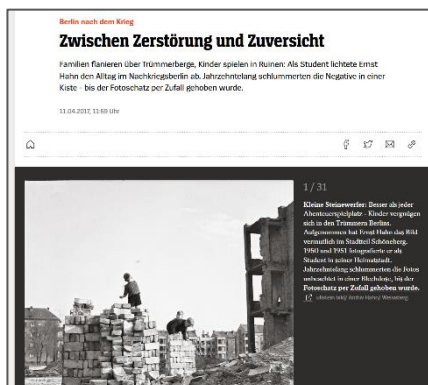 Berlin nach dem Krieg
Zwischen Zerstörung und Zuversicht
Familien flanieren über Trümmerberge, Kinder spielen in Ruinen: Als Student lichtete Ernst
Hahn den Alltag im Nachkriegsberlin ab. Jahrzehntelang schlummerten die Negative in einer
Kiste - bis der Fotoschatz per Zufall gehoben wurde.
11.04.2017, 11:59 Uhr
1 / 31
Kleine Steinewerfer: Besser als jeder
Abenteuerspielplatz - Kinder vergnügen
sich in den Trümmern Berlins.
Aufgenommen hat Ernst Hahn das Bild
vermutlich im Stadtteil Schöneberg.
1950 und 1951 fotografierte er als
Student in seiner Heimatstadt.
Jahrzehntelang schlummerten die Fotos
unbeachtet in einer Blechdose, bis der
Fotoschatz per Zufall gehoben wurde.